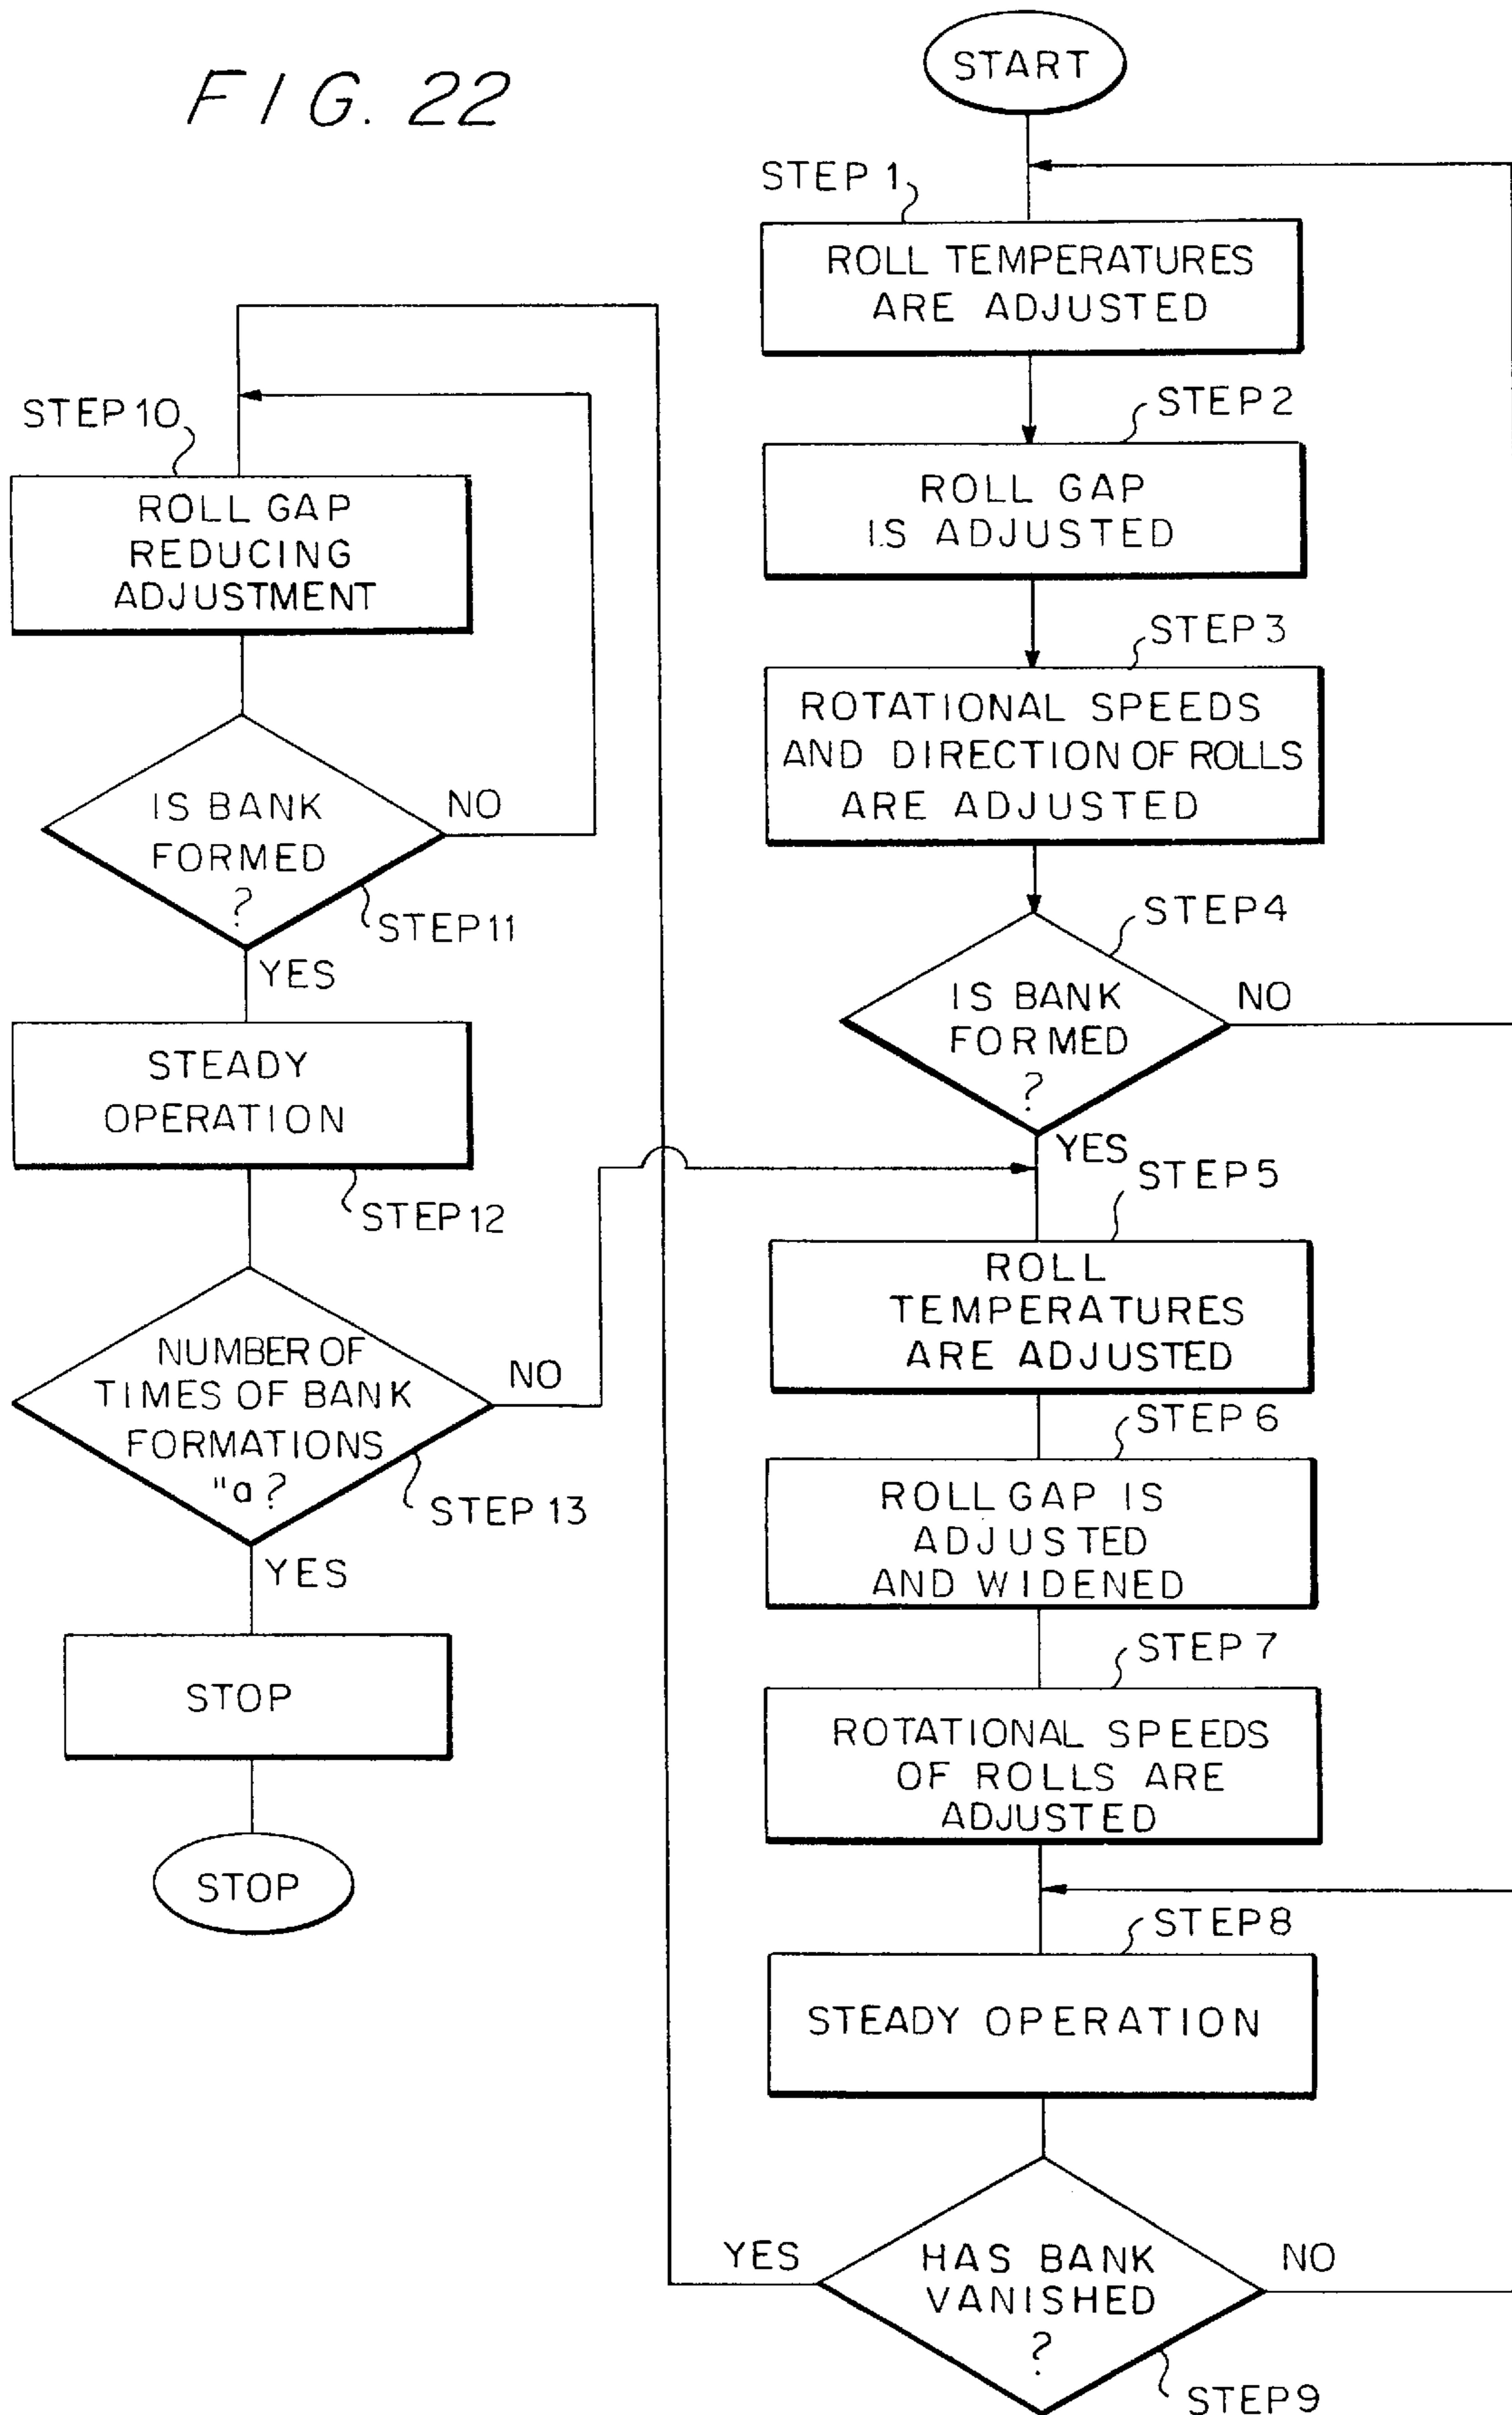 FIG. 22
START
STEP 1
ROLL TEMPERATURES
ARE ADJUSTED
STEP 2
ROLL GAP
IS ADJUSTED
STEP 3
ROTATIONAL SPEEDS
AND DIRECTION OF ROLLS
ARE ADJUSTED
STEP 4
IS BANK
FORMED
?
NO
YES
STEP 5
ROLL
TEMPERATURES
ARE ADJUSTED
STEP 6
ROLL GAP IS
ADJUSTED
AND WIDENED
STEP 7
ROTATIONAL SPEEDS
OF ROLLS ARE
ADJUSTED
STEP 8
STEADY OPERATION
HAS BANK
VANISHED
?
YES
NO
STEP 9
STEP 10
ROLL GAP
REDUCING
ADJUSTMENT
IS BANK
FORMED
?
NO
STEP 11
YES
STEADY
OPERATION
STEP 12
NUMBER OF
TIMES OF BANK
FORMATIONS
"a ?
NO
STEP 13
YES
STOP
STOP